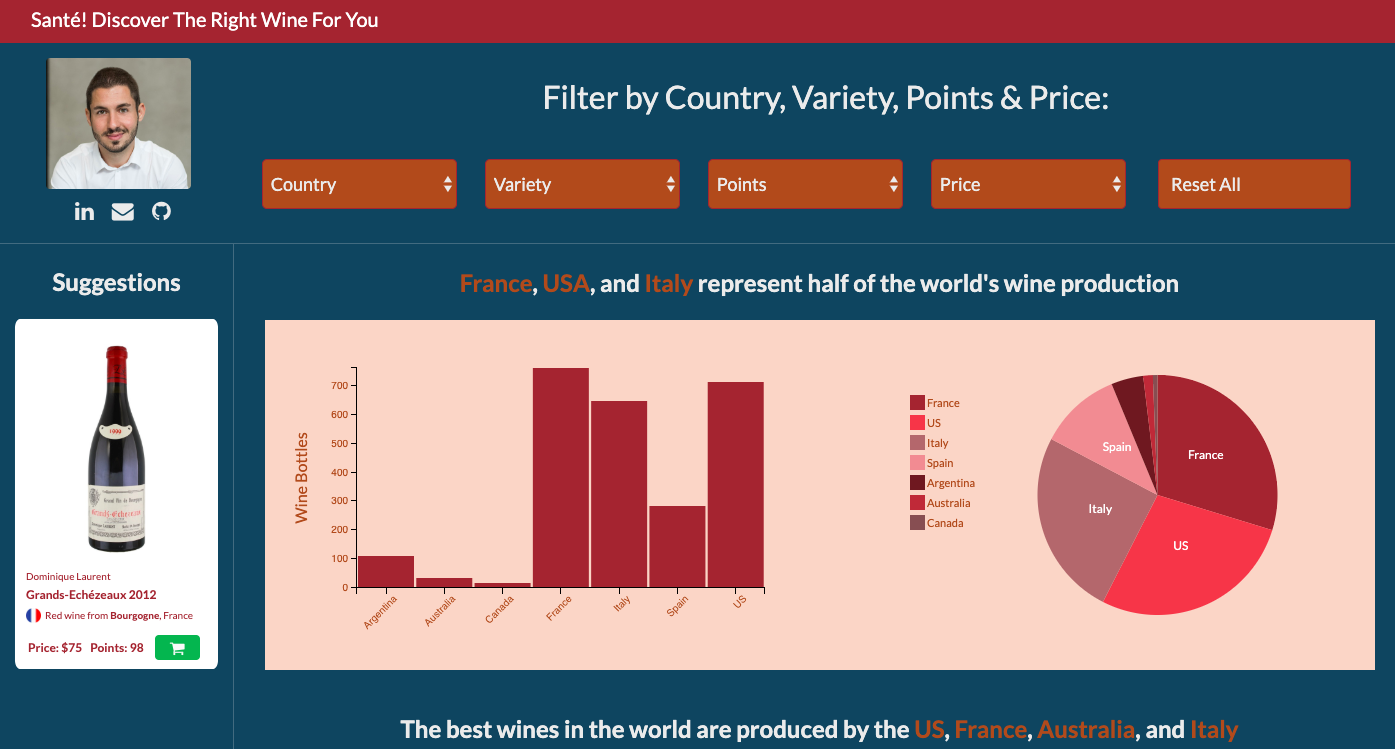 Santé! Discover The Right Wine For You
Filter by Country, Variety, Points & Price:
Country
Variety
Points
Price
Reset All
Suggestions
1999
Dominique Laurent
Grands-Echézeaux 2012
Red wine from Bourgogne, France
Price: $75 Points: 98
France, USA, and Italy represent half of the world's wine production
Wine Bottles
700
600
500
400
300
200
100
0
Argentina
Australia
Canada
France
Italy
Spain
US
France
US
Italy
Spain
Argentina
Australia
Canada
France
US
Italy
Spain
The best wines in the world are produced by the US, France, Australia, and Italy